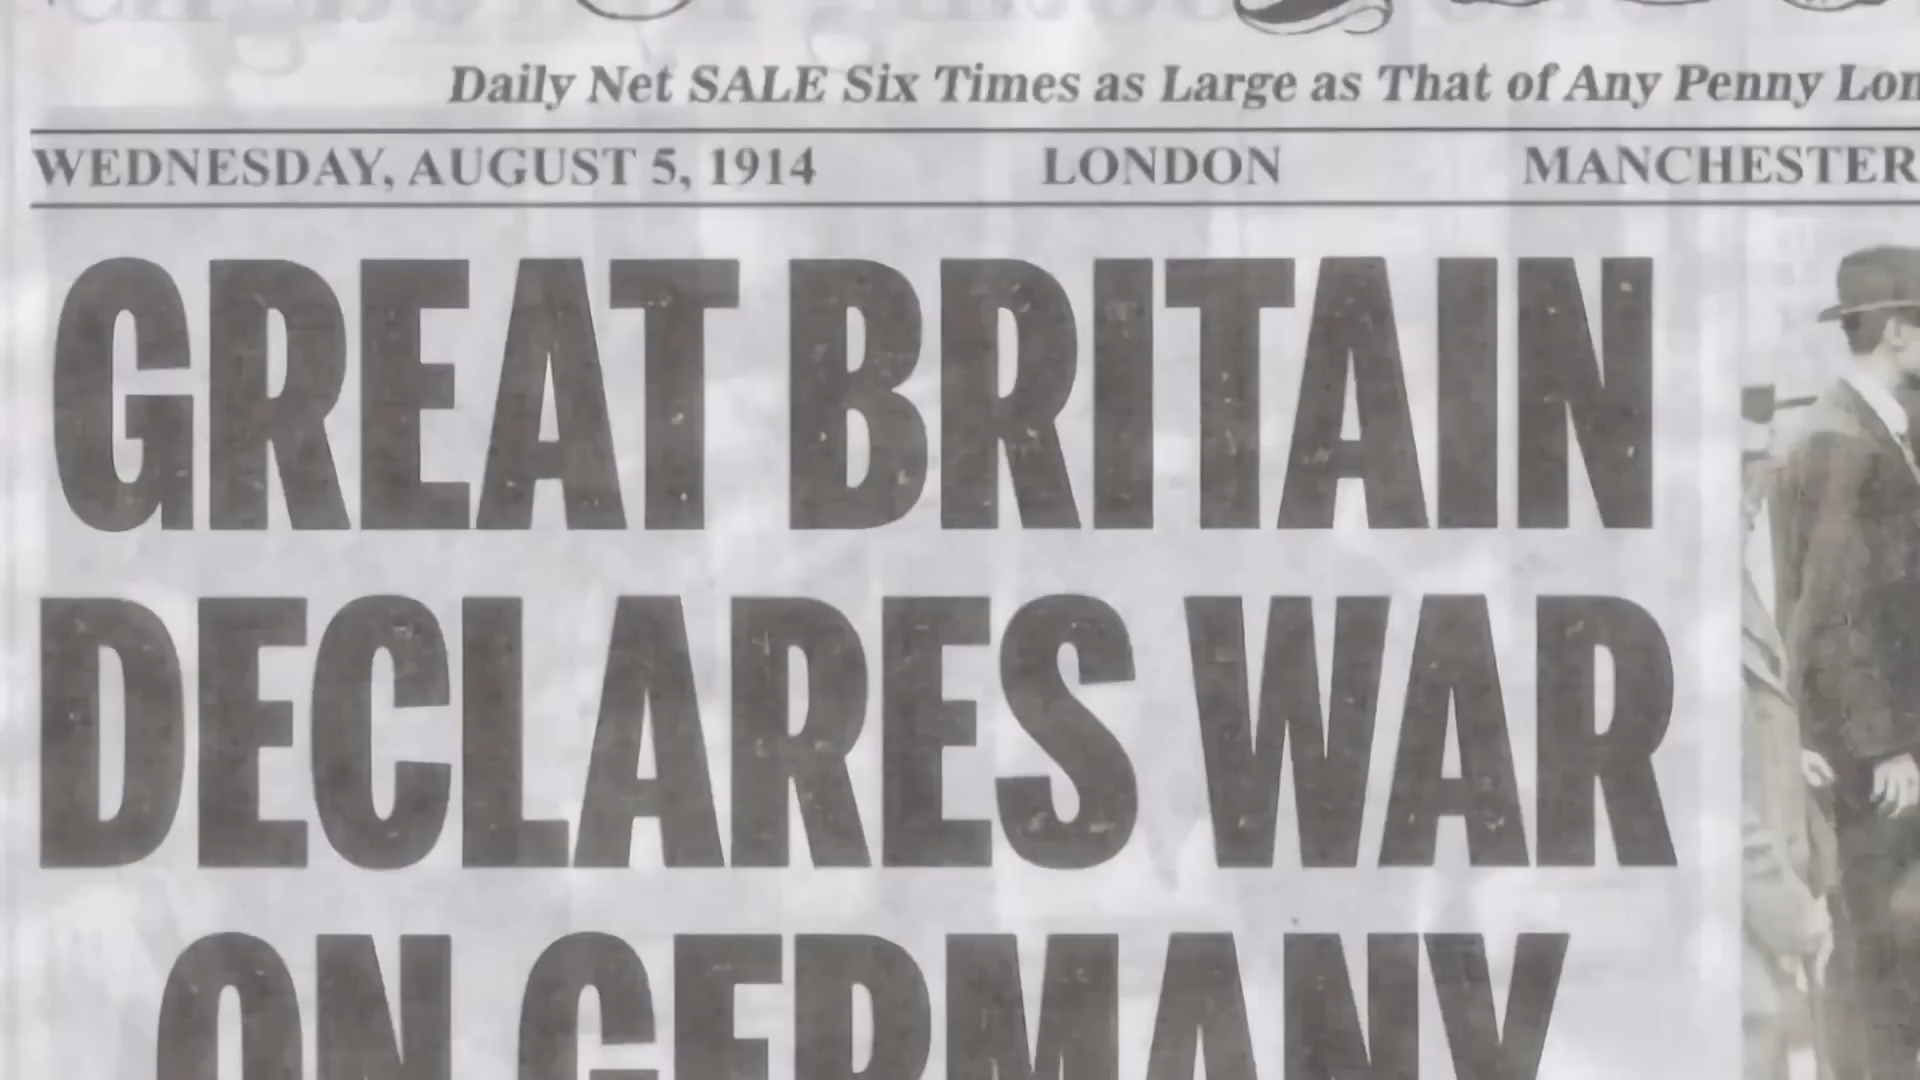 Daily Net SALE Six Times as Large as That of Any Penny
WEDNESDAY, AUGUST 5, 1914 LONDON MANCHESTER
GREAT BRITAIN
DECLARES WAR
ON GERMANY